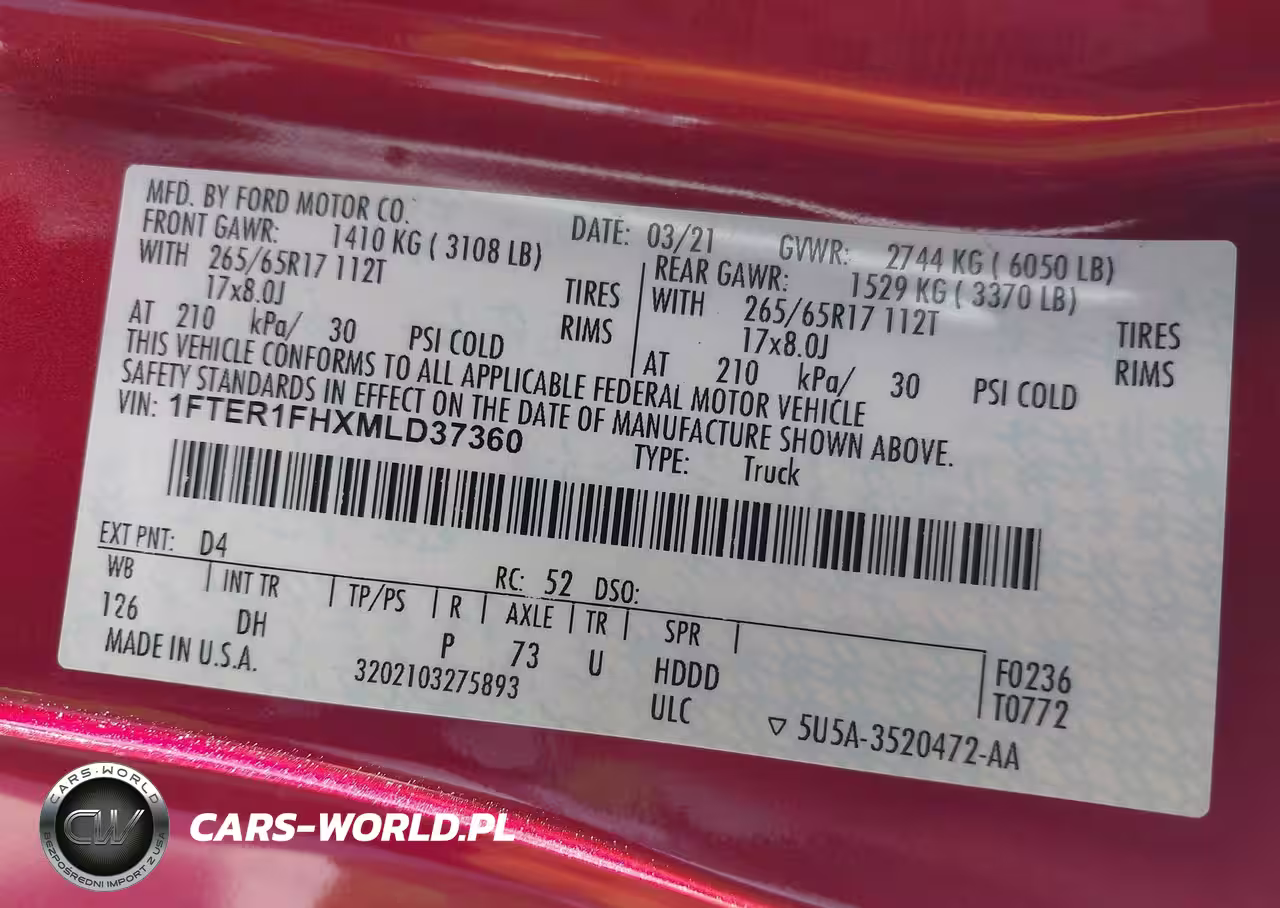 MFD. BY FORD MOTOR CO. DATE: 03/21 GVWR: 2744 KG ( 6050 LB)
FRONT GAWR: 1410 KG ( 3108 LB) REAR GAWR: 1529 KG ( 3370 LB)
WITH 265/65R17 112T TIRES WITH 265/65R17 112T TIRES
17x8.0J RIMS 17x8.0J RIMS
AT 210 kPa/ 30 PSI COLD AT 210 kPa/ 30 PSI COLD
THIS VEHICLE CONFORMS TO ALL APPLICABLE FEDERAL MOTOR VEHICLE
SAFETY STANDARDS IN EFFECT ON THE DATE OF MANUFACTURE SHOWN ABOVE.
VIN: 1FTER1FHXMLD37360 TYPE: Truck
EXT PNT: D4 RC: 52 DSO:
WB INT TR TP/PS R AXLE TR SPR
126 DH P 73 U HDDD F0236
MADE IN U.S.A. 3202103275893 ULC T0772
▽ 5U5A-3520472-AA
CARS-WORLD
CW
BEZPOŚREDNI IMPORT Z USA
CARS-WORLD.PL